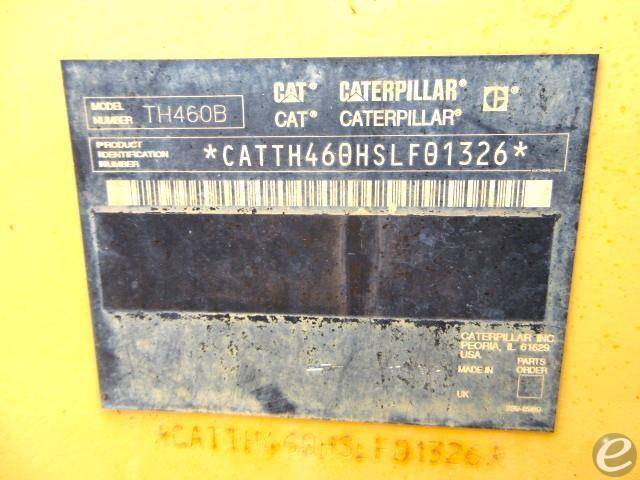 CAT® CATERPILLAR®
CAT® CATERPILLAR®
MODEL NUMBER TH460B
PRODUCT IDENTIFICATION NUMBER *CATTH460HSLF01326*
CATERPILLAR INC.
PEORIA, IL 61629
USA
MADE IN
PARTS ORDER
UK
*CATTH460HSLF01326*